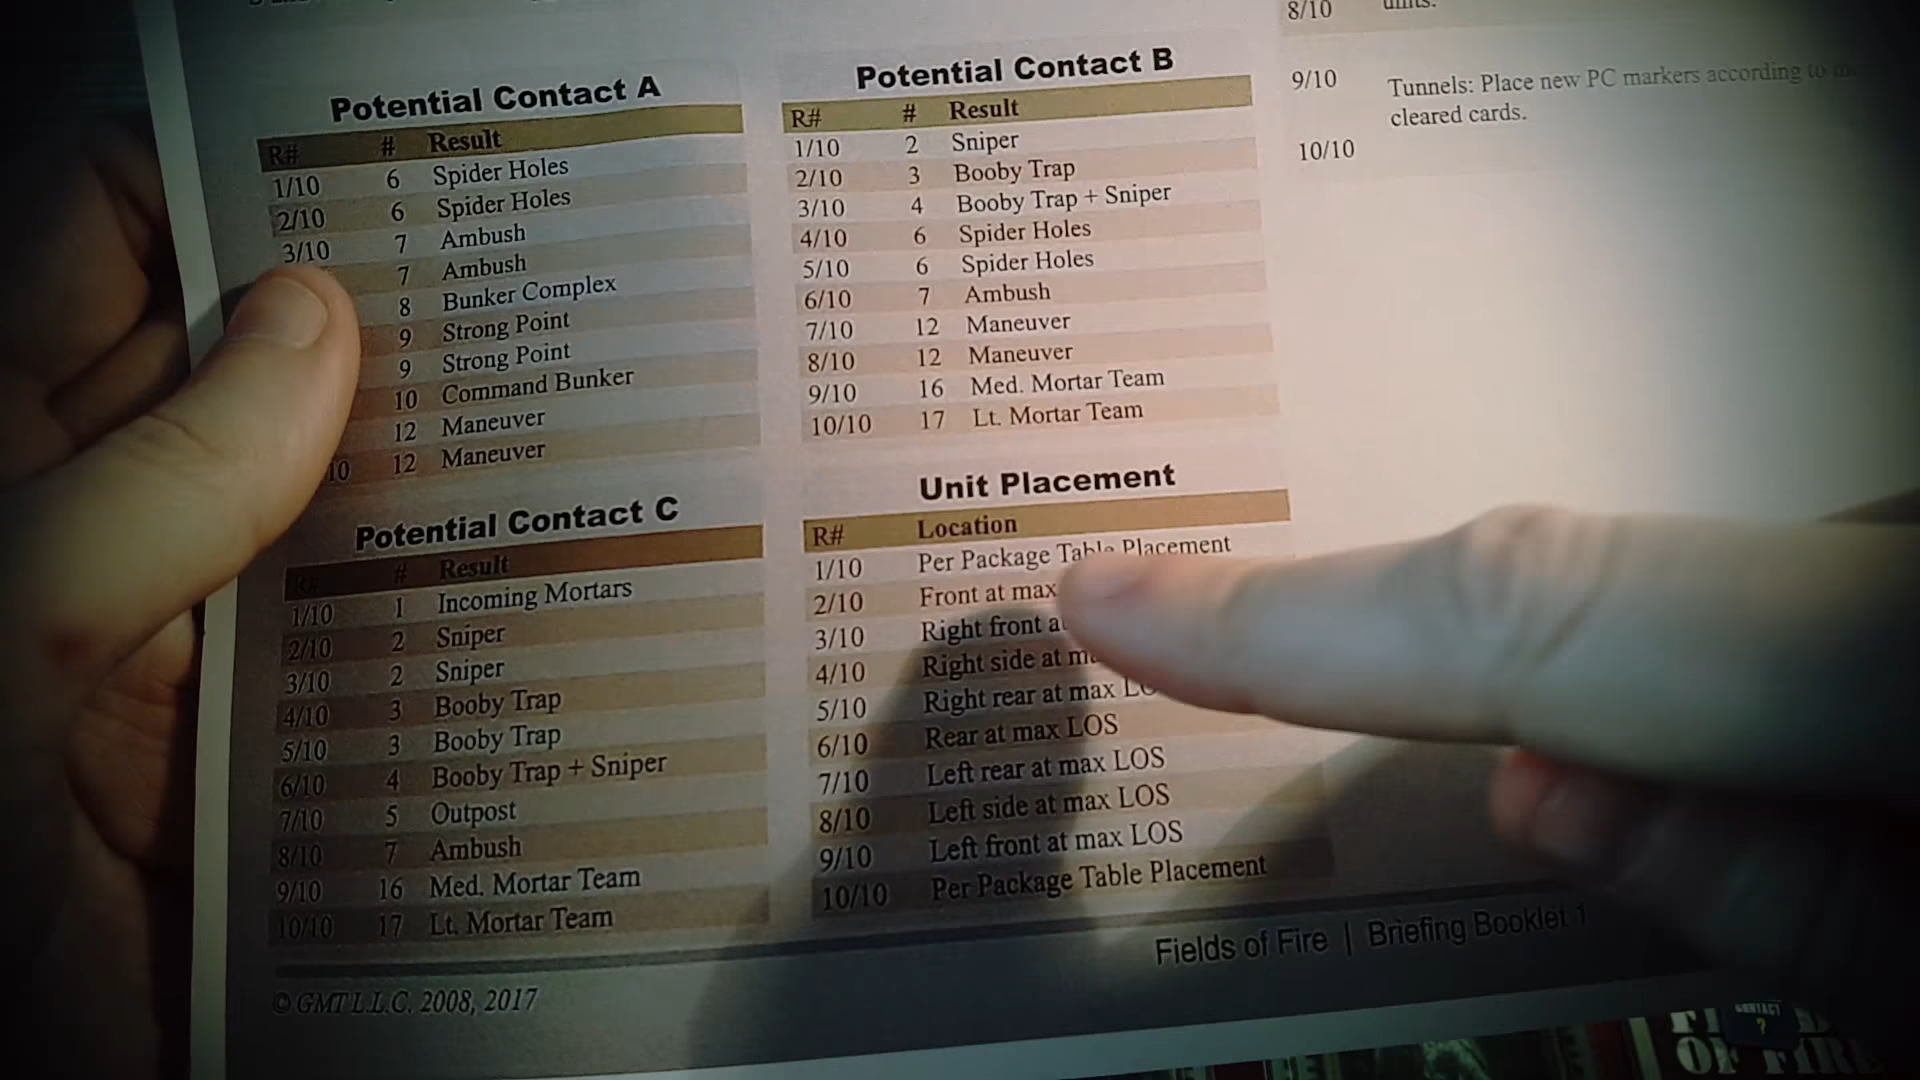 Potential Contact A
R# # Result
1/10 6 Spider Holes
2/10 6 Spider Holes
3/10 7 Ambush
7 Ambush
8 Bunker Complex
9 Strong Point
9 Strong Point
10 Command Bunker
12 Maneuver
10 12 Maneuver
Potential Contact B
R# # Result
1/10 2 Sniper
2/10 3 Booby Trap
3/10 4 Booby Trap + Sniper
4/10 6 Spider Holes
5/10 6 Spider Holes
6/10 7 Ambush
7/10 12 Maneuver
8/10 12 Maneuver
9/10 16 Med. Mortar Team
10/10 17 Lt. Mortar Team
Potential Contact C
R# # Result
1/10 1 Incoming Mortars
2/10 2 Sniper
3/10 2 Sniper
4/10 3 Booby Trap
5/10 3 Booby Trap
6/10 4 Booby Trap + Sniper
7/10 5 Outpost
8/10 7 Ambush
9/10 16 Med. Mortar Team
10/10 17 Lt. Mortar Team
Unit Placement
R# Location
1/10 Per Package Table Placement
2/10 Front at max
3/10 Right front
4/10 Right side at
5/10 Right rear at max
6/10 Rear at max LOS
7/10 Left rear at max LOS
8/10 Left side at max LOS
9/10 Left front at max LOS
10/10 Per Package Table Placement
8/10 units.
9/10 Tunnels: Place new PC markers according to
cleared cards.
10/10
Fields of Fire | Briefing Booklet 1
© GMT L.L.C. 2008, 2017
CONTACT
?
OF